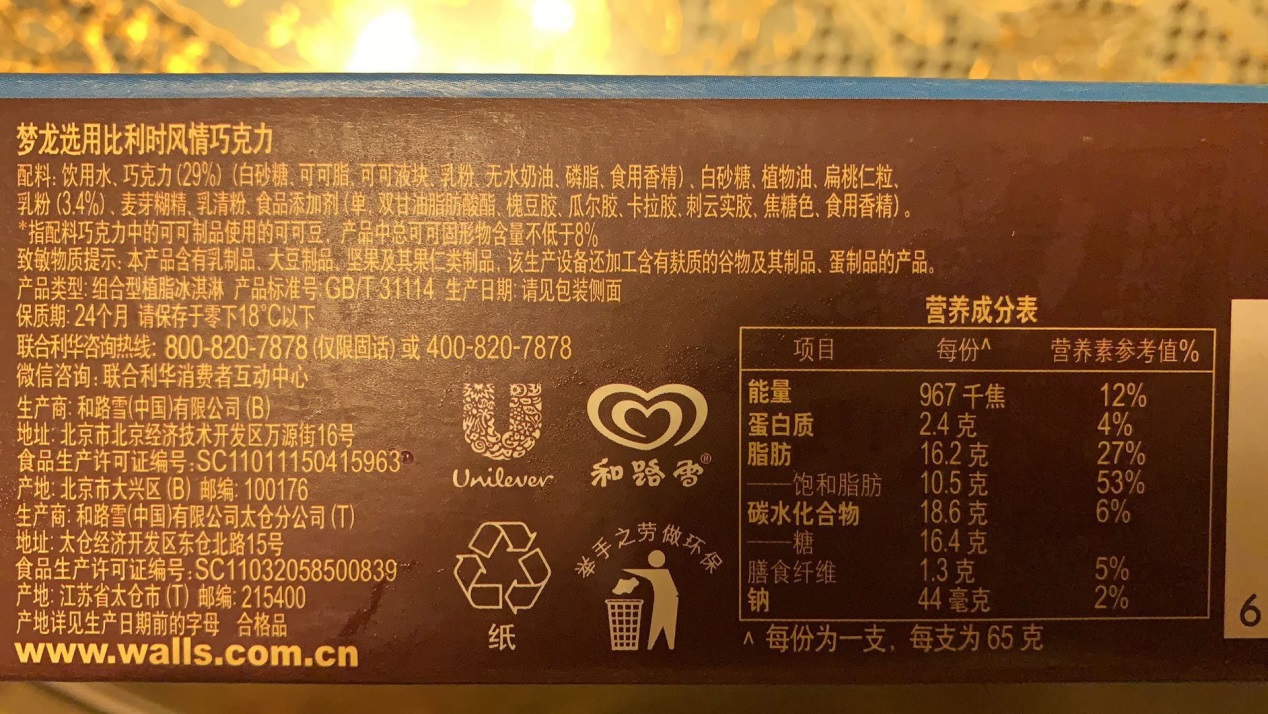 梦龙选用比利时风情巧克力
配料: 饮用水、巧克力 (29%) (白砂糖、可可脂、可可液块、乳粉、无水奶油、磷脂、食用香精) 、白砂糖、植物油、扁桃仁粒、
乳粉 (3.4%) 、麦芽糊精、乳清粉、食品添加剂 (单, 双甘油脂肪酸酯、槐豆胶、瓜尔胶、卡拉胶、刺云实胶、焦糖色、食用香精) 。
*指配料巧克力中的可可制品使用的可可豆。产品中总可可固形物含量不低于8%
致敏物质提示: 本产品含有乳制品、大豆制品、坚果及其果仁类制品、该生产设备还加工含有麸质的谷物及其制品、蛋制品的产品。
产品类型: 组合型植脂冰淇淋 产品标准号: GB/T 31114 生产日期: 请见包装侧面
保质期: 24个月 请保存于零下18°C以下
联合利华咨询热线: 800-820-7878 (仅限固话) 或 400-820-7878
微信咨询: 联合利华消费者互动中心
生产商: 和路雪(中国)有限公司 (B)
地址: 北京市北京经济技术开发区万源街16号
食品生产许可证编号: SC11011150415963
产地: 北京市大兴区 (B) 邮编: 100176
生产商: 和路雪(中国)有限公司太仓分公司 (T)
地址: 太仓经济开发区东仓北路15号
食品生产许可证编号: SC11032058500839
产地: 江苏省太仓市 (T) 邮编: 215400
产地详见生产日期前的字母 合格品
www.walls.com.cn
Unilever
和路雪®
纸
举手之劳做环保
营养成分表
项目 每份^ 营养素参考值%
能量 967 千焦 12%
蛋白质 2.4 克 4%
脂肪 16.2 克 27%
——饱和脂肪 10.5 克 53%
碳水化合物 18.6 克 6%
——糖 16.4 克
膳食纤维 1.3 克 5%
钠 44 毫克 2%
^ 每份为一支, 每支为 65 克
6